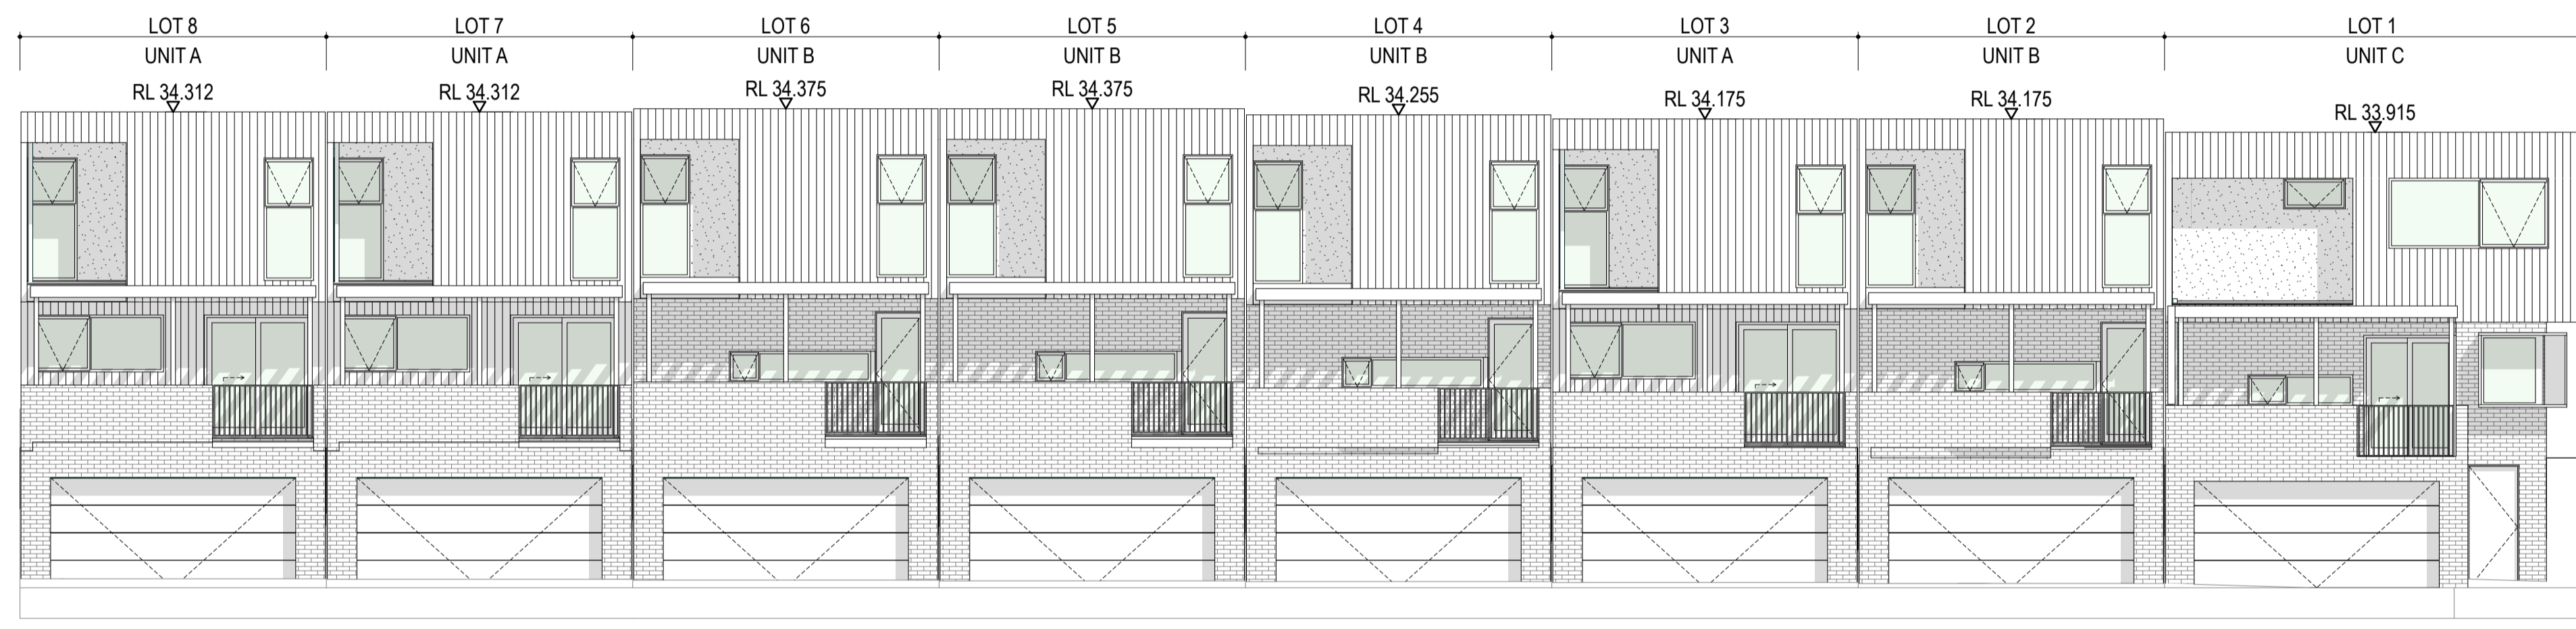 LOT 8 LOT 7 LOT 6 LOT 5 LOT 4 LOT 3 LOT 2 LOT 1
UNIT A UNIT A UNIT B UNIT B UNIT B UNIT A UNIT B UNIT C
RL 34.312 RL 34.312 RL 34.375 RL 34.375 RL 34.255 RL 34.175 RL 34.175 RL 33.915